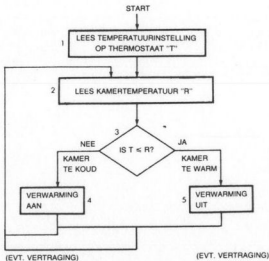 START
1
LEES TEMPERATUURINSTELLING
OP THERMOSTAAT "T"
2
LEES KAMERTEMPERATUUR "R"
3
IS T ≤ R?
NEE
JA
KAMER
TE KOUD
KAMER
TE WARM
VERWARMING
AAN
4
5
VERWARMING
UIT
(EVT. VERTRAGING)
(EVT. VERTRAGING)